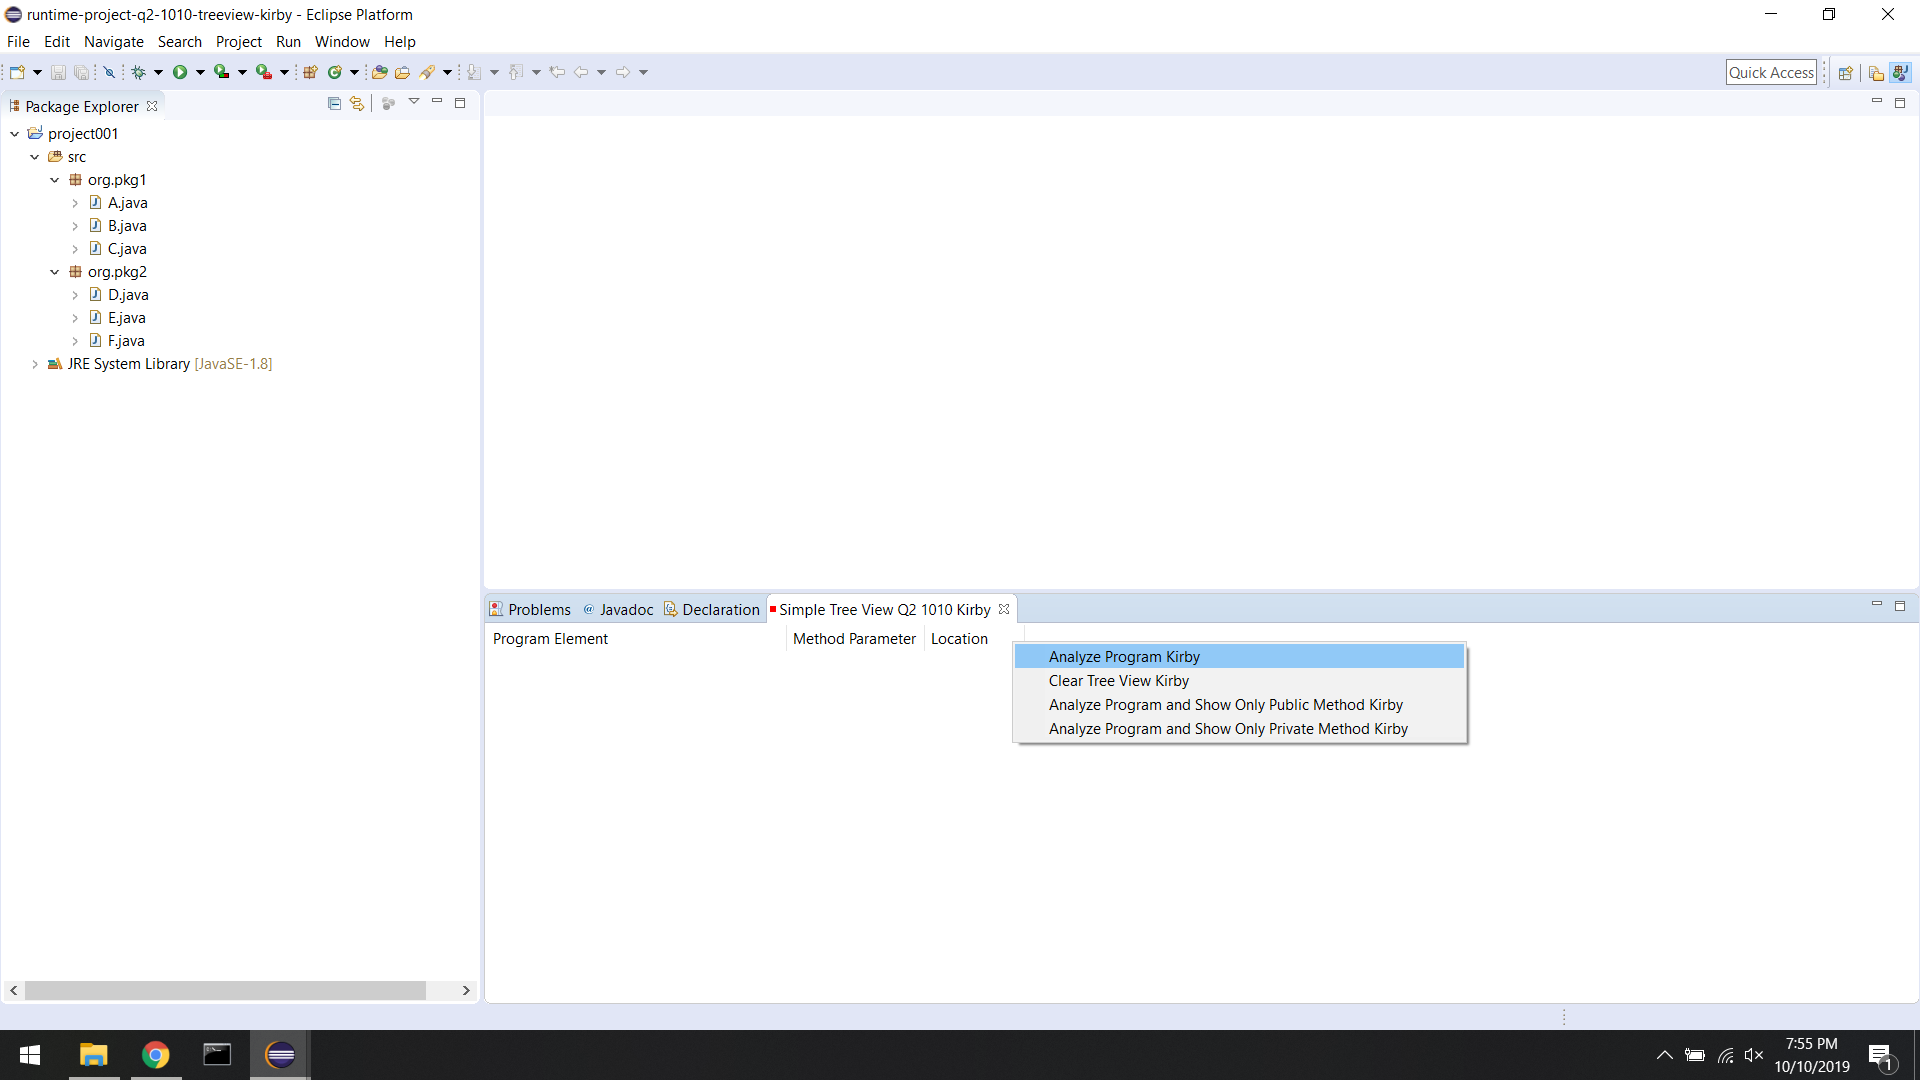 runtime-project-q2-1010-treeview-kirby - Eclipse Platform
File Edit Navigate Search Project Run Window Help
Quick Access
Package Explorer
project001
src
org.pkg1
A.java
B.java
C.java
org.pkg2
D.java
E.java
F.java
JRE System Library [JavaSE-1.8]
Problems @ Javadoc Declaration Simple Tree View Q2 1010 Kirby
Program Element Method Parameter Location
Analyze Program Kirby
Clear Tree View Kirby
Analyze Program and Show Only Public Method Kirby
Analyze Program and Show Only Private Method Kirby
7:55 PM
10/10/2019
1